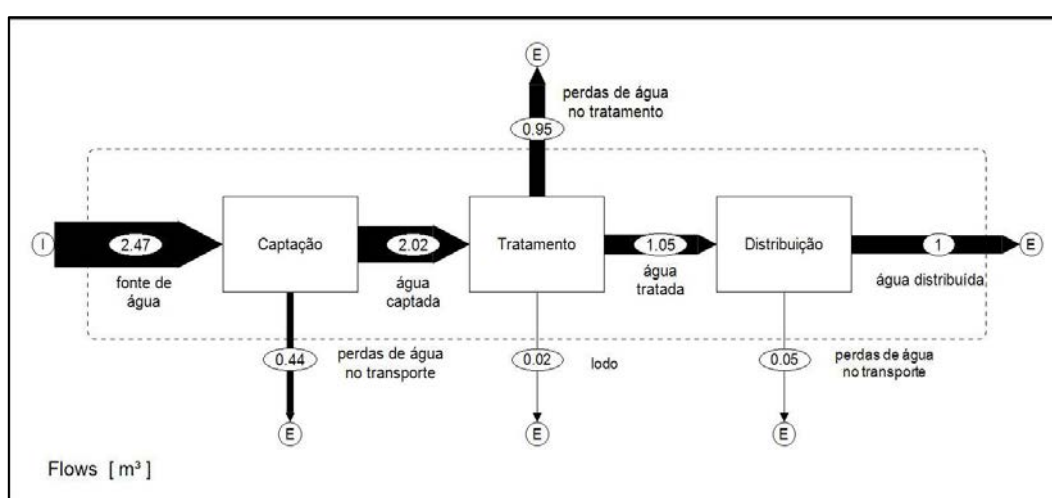 E
perdas de água
no tratamento
0.95
I
2.47
Captação
2.02
Tratamento
1.05
Distribuição
1
E
fonte de
água
água
captada
água
tratada
água distribuída
0.44
perdas de água
no transporte
0.02
lodo
0.05
perdas de água
no transporte
E
E
E
Flows [ m³ ]